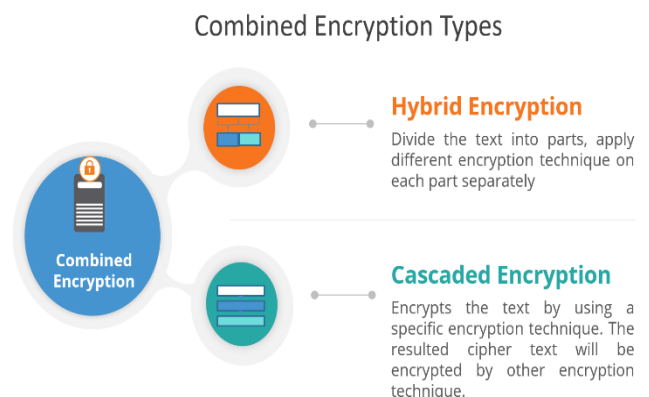 Combined Encryption Types
Combined
Encryption
Hybrid Encryption
Divide the text into parts, apply
different encryption technique on
each part separately
Cascaded Encryption
Encrypts the text by using a
specific encryption technique. The
resulted cipher text will be
encrypted by other encryption
technique.